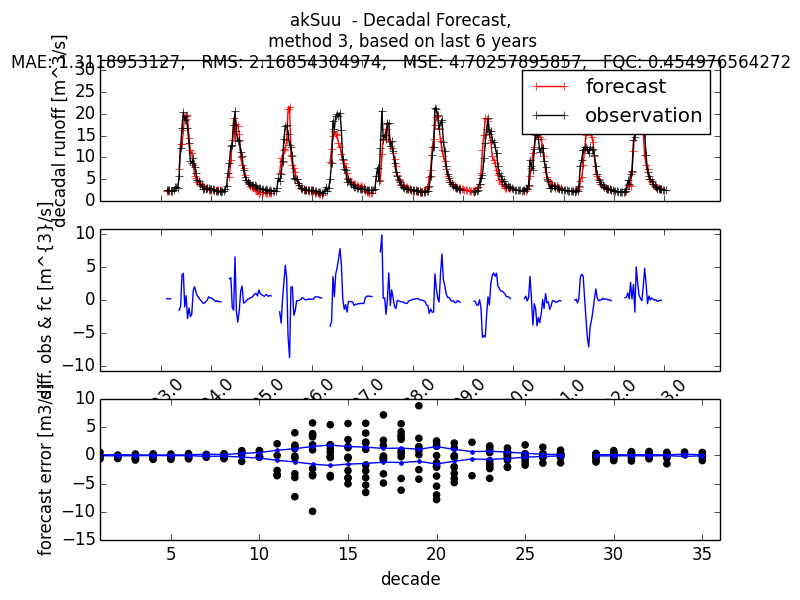 akSuu - Decadal Forecast,
method 3, based on last 6 years
MAE: 1.3118953127, RMS: 2.16854304974, MSE: 4.70257895857, FQC: 0.454976564272
decadal runoff [m^3/s]
30
25
20
15
10
5
0
forecast
observation
diff. obs & fc [m^{3}/s]
10
5
0
−5
−10
forecast error [m3/s]
10
5
0
−5
−10
−15
5 10 15 20 25 30 35
decade